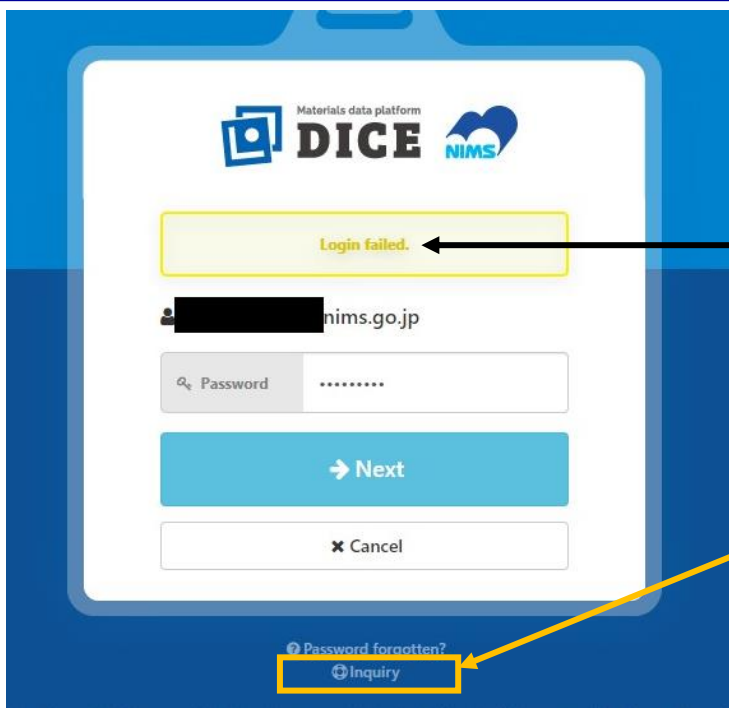 Materials data platform
DICE
NIMS
Login failed.
nims.go.jp
Password •••••••••
Next
Cancel
Password forgotten?
Inquiry